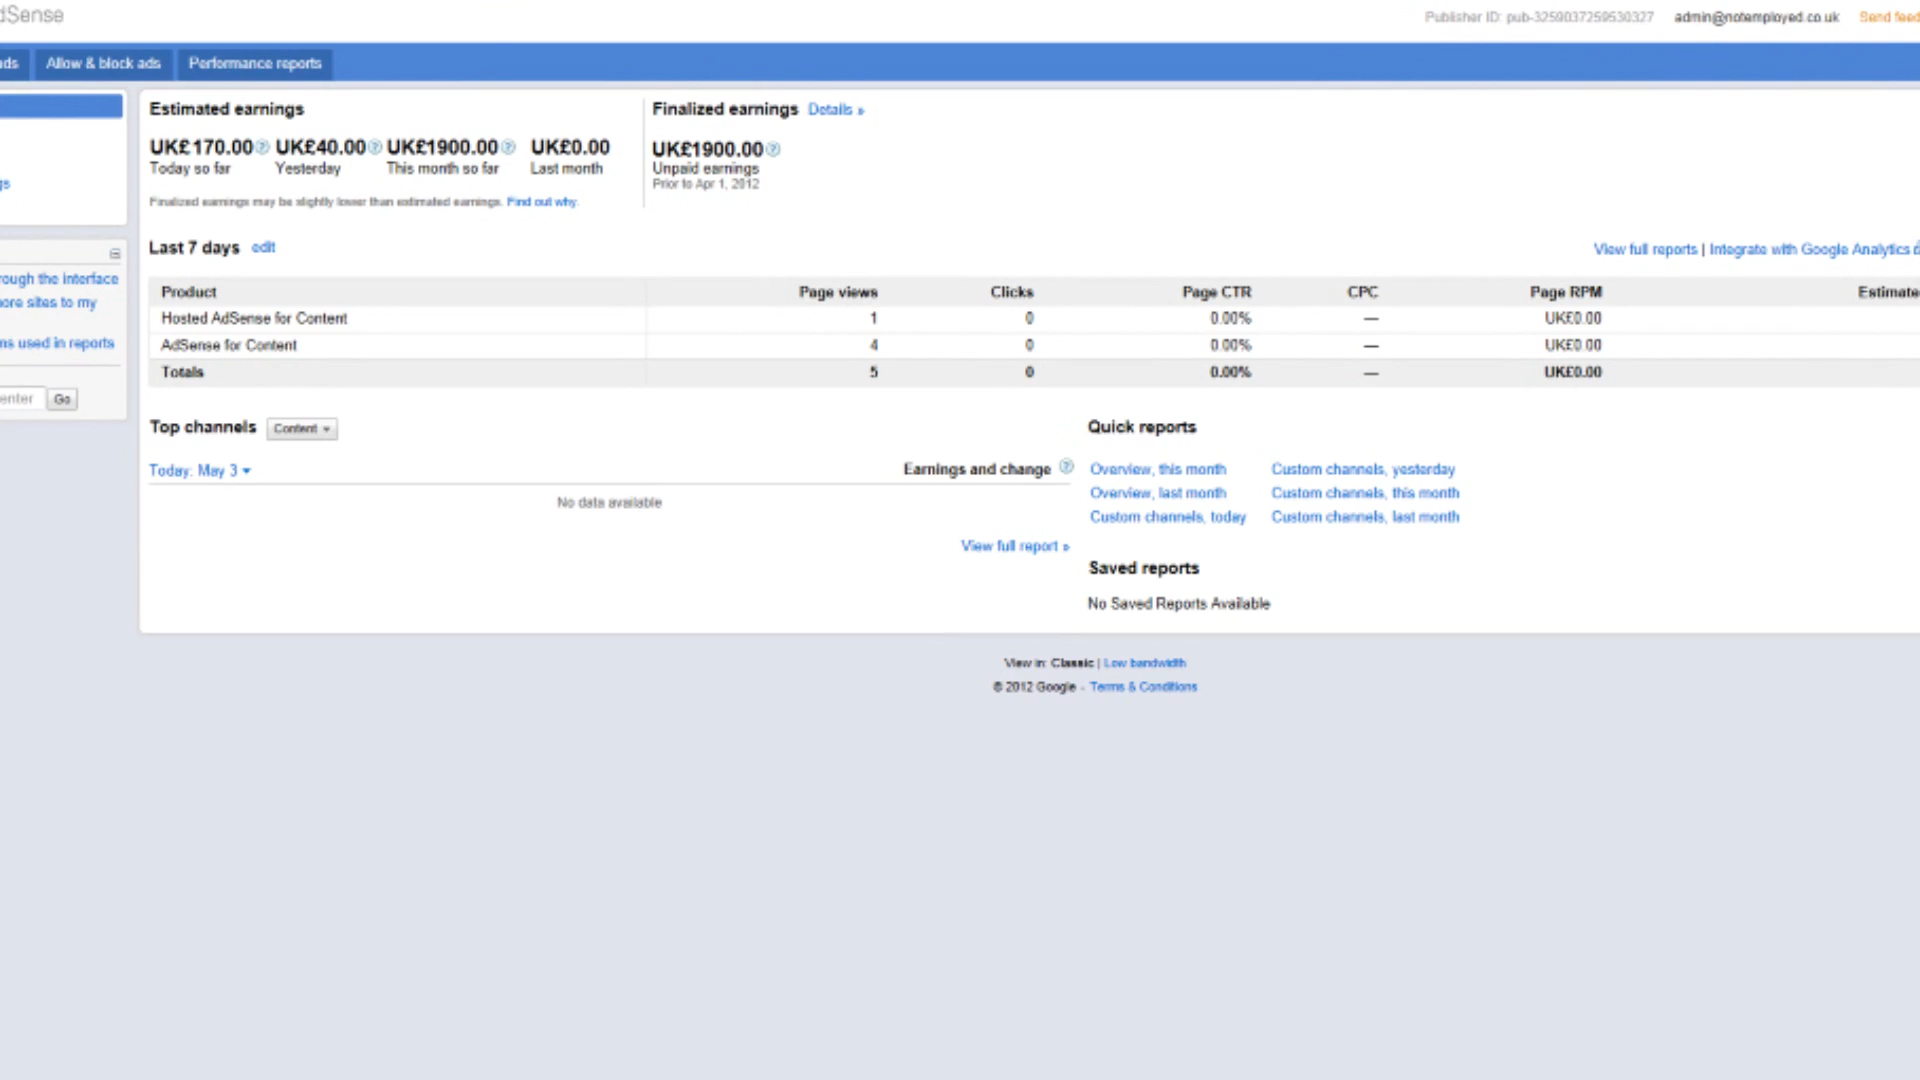 dSense
Publisher ID: pub-3259037259530327 admin@notemployed.co.uk Send feed
ads Allow & block ads Performance reports
Estimated earnings
UK£170.00 UK£40.00 UK£1900.00 UK£0.00
Today so far Yesterday This month so far Last month
Finalized earnings may be slightly lower than estimated earnings. Find out why.
Finalized earnings Details »
UK£1900.00
Unpaid earnings
Prior to Apr 1, 2012
gs
rough the interface
ore sites to my
ns used in reports
enter Go
Last 7 days edit
View full reports | Integrate with Google Analytics
Product Page views Clicks Page CTR CPC Page RPM Estimate
Hosted AdSense for Content 1 0 0.00% — UK£0.00
AdSense for Content 4 0 0.00% — UK£0.00
Totals 5 0 0.00% — UK£0.00
Top channels Content
Today: May 3 Earnings and change
No data available
View full report »
Quick reports
Overview, this month Custom channels, yesterday
Overview, last month Custom channels, this month
Custom channels, today Custom channels, last month
Saved reports
No Saved Reports Available
View in: Classic | Low bandwidth
© 2012 Google - Terms & Conditions